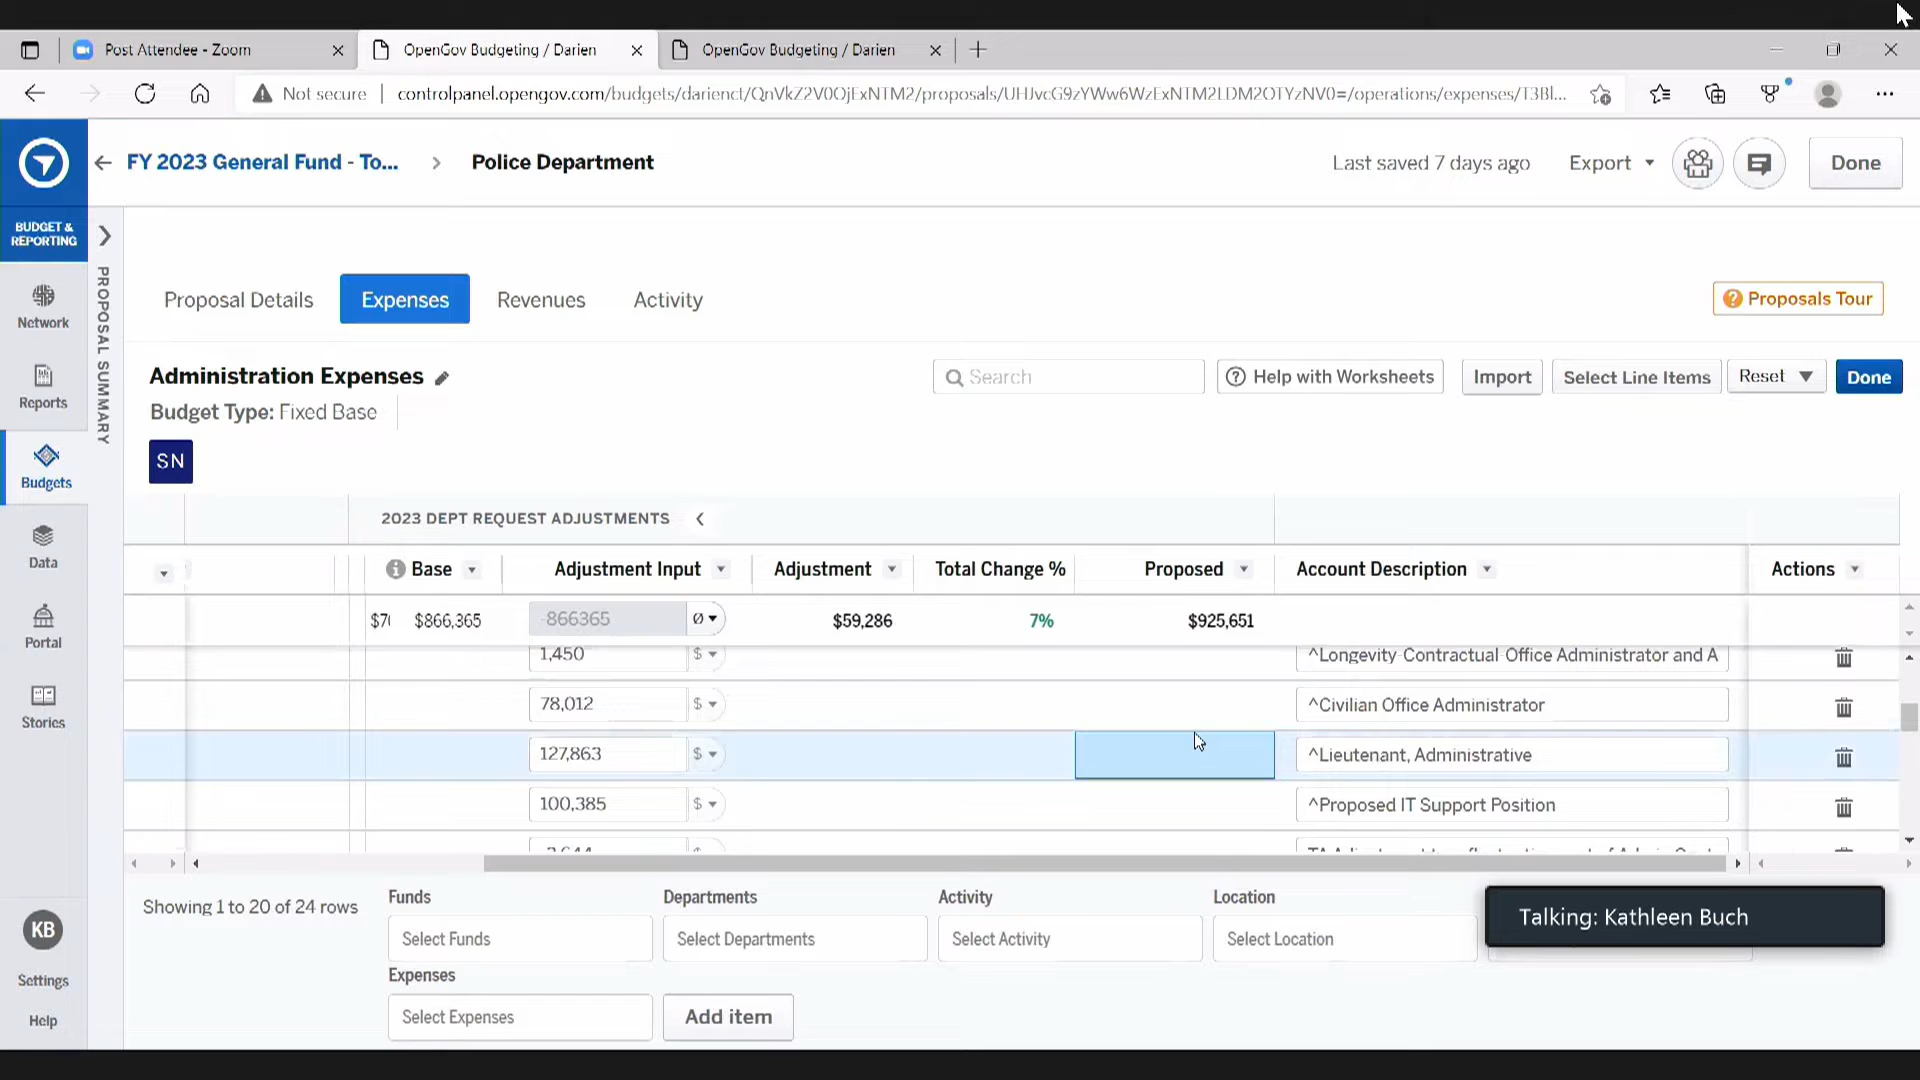 Post Attendee - Zoom
OpenGov Budgeting / Darien
OpenGov Budgeting / Darien
Not secure
controlpanel.opengov.com/budgets/darienct/QnVkZ2V0OjExNTM2/proposals/UHJvcG9zYWw6WzExNTM2LDM2OTYzNV0=/operations/expenses/T3Bl...
FY 2023 General Fund - To...
Police Department
Last saved 7 days ago
Export
Done
BUDGET & REPORTING
Network
Reports
Budgets
Data
Portal
Stories
KB
Settings
Help
PROPOSAL SUMMARY
Proposal Details
Expenses
Revenues
Activity
Proposals Tour
Administration Expenses
Budget Type: Fixed Base
SN
Search
Help with Worksheets
Import
Select Line Items
Reset
Done
2023 DEPT REQUEST ADJUSTMENTS
Base
Adjustment Input
Adjustment
Total Change %
Proposed
Account Description
Actions
$866,365
-866365
Ø
$59,286
7%
$925,651
1,450 $ ^Longevity-Contractual-Office Administrator and A
78,012 $ ^Civilian Office Administrator
127,863 $ ^Lieutenant, Administrative
100,385 $ ^Proposed IT Support Position
Showing 1 to 20 of 24 rows
Funds
Select Funds
Departments
Select Departments
Activity
Select Activity
Location
Select Location
Talking: Kathleen Buch
Expenses
Select Expenses
Add item